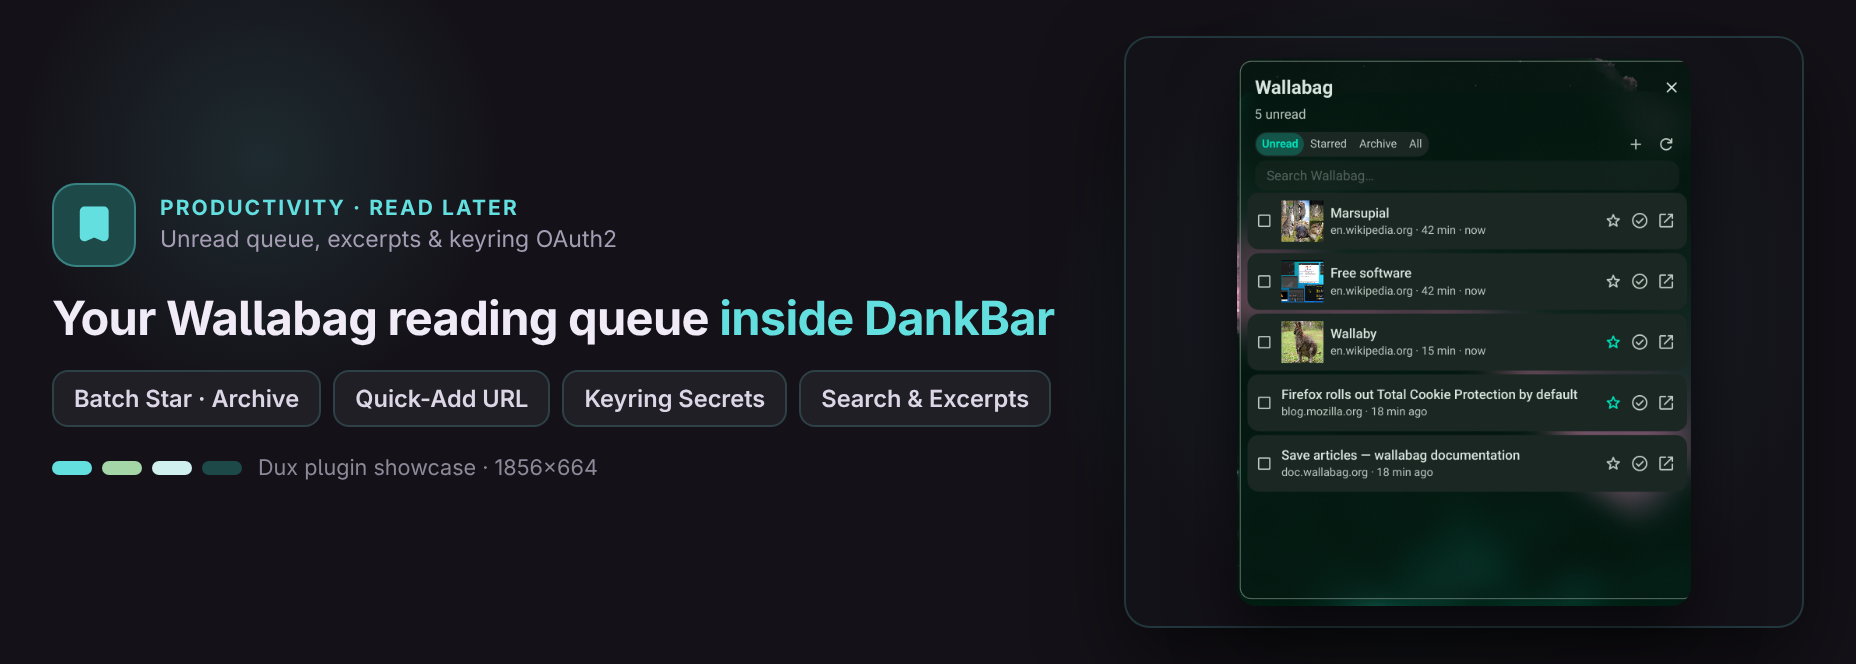 PRODUCTIVITY · READ LATER
Unread queue, excerpts & keyring OAuth2
Your Wallabag reading queue inside DankBar
Batch Star · Archive
Quick-Add URL
Keyring Secrets
Search & Excerpts
Dux plugin showcase · 1856×664
Wallabag
5 unread
Unread Starred Archive All
Search Wallabag...
Marsupial
en.wikipedia.org · 42 min · now
Free software
en.wikipedia.org · 42 min · now
Wallaby
en.wikipedia.org · 15 min · now
Firefox rolls out Total Cookie Protection by default
blog.mozilla.org · 18 min ago
Save articles — wallabag documentation
doc.wallabag.org · 18 min ago